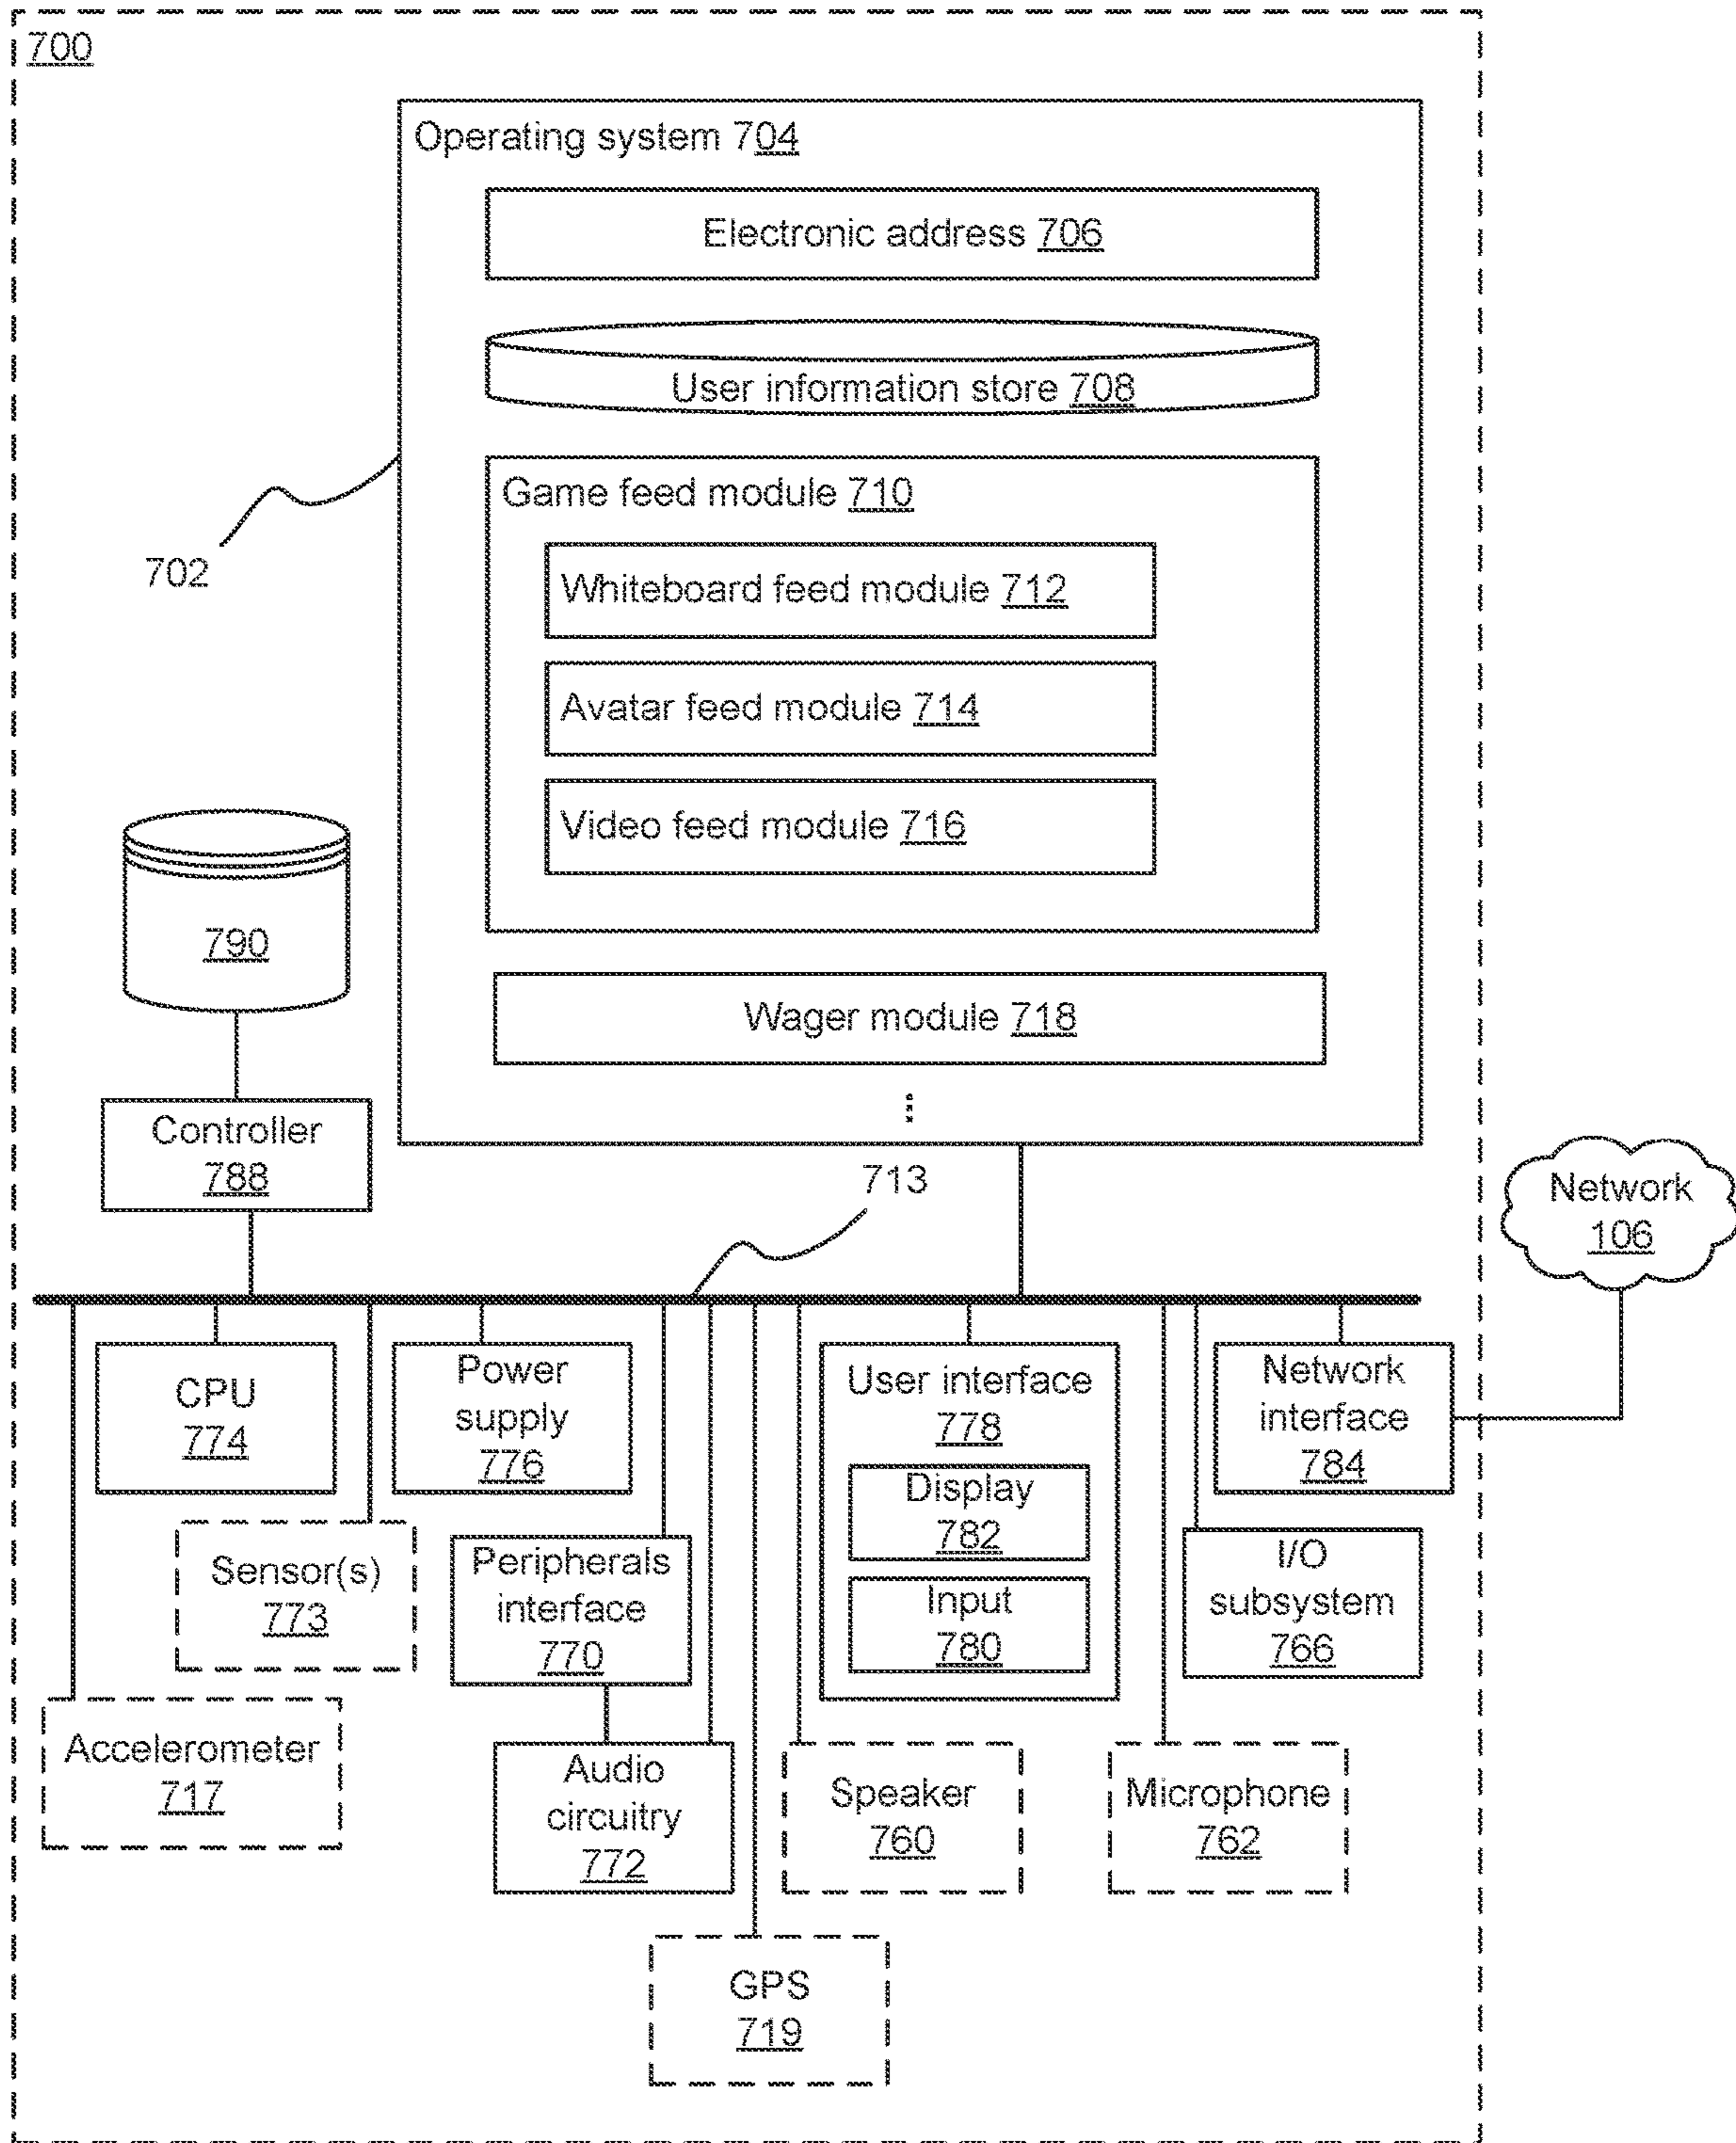 700
Operating system 704
Electronic address 706
User information store 708
Game feed module 710
702
Whiteboard feed module 712
Avatar feed module 714
Video feed module 716
790
Wager module 718
Controller
788
713
Network
106
CPU
774
Power
supply
776
User interface
778
Display
782
Input
780
Network
interface
784
Sensor(s)
773
Peripherals
interface
770
I/O
subsystem
766
Accelerometer
717
Audio
circuitry
772
Speaker
760
Microphone
762
GPS
719